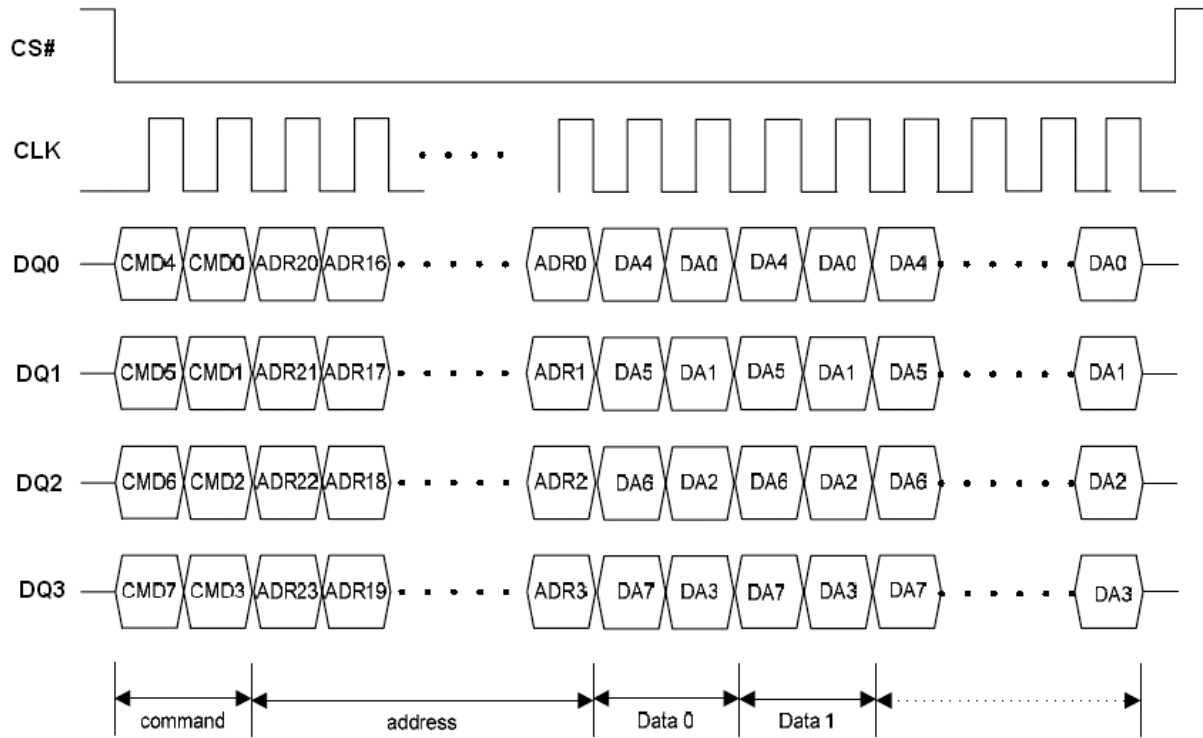 CS#
CLK
DQ0 CMD4 CMD0 ADR20 ADR16 ADR0 DA4 DA0 DA4 DA0 DA4 DA0
DQ1 CMD5 CMD1 ADR21 ADR17 ADR1 DA5 DA1 DA5 DA1 DA5 DA1
DQ2 CMD6 CMD2 ADR22 ADR18 ADR2 DA6 DA2 DA6 DA2 DA6 DA2
DQ3 CMD7 CMD3 ADR23 ADR19 ADR3 DA7 DA3 DA7 DA3 DA7 DA3
command address Data 0 Data 1